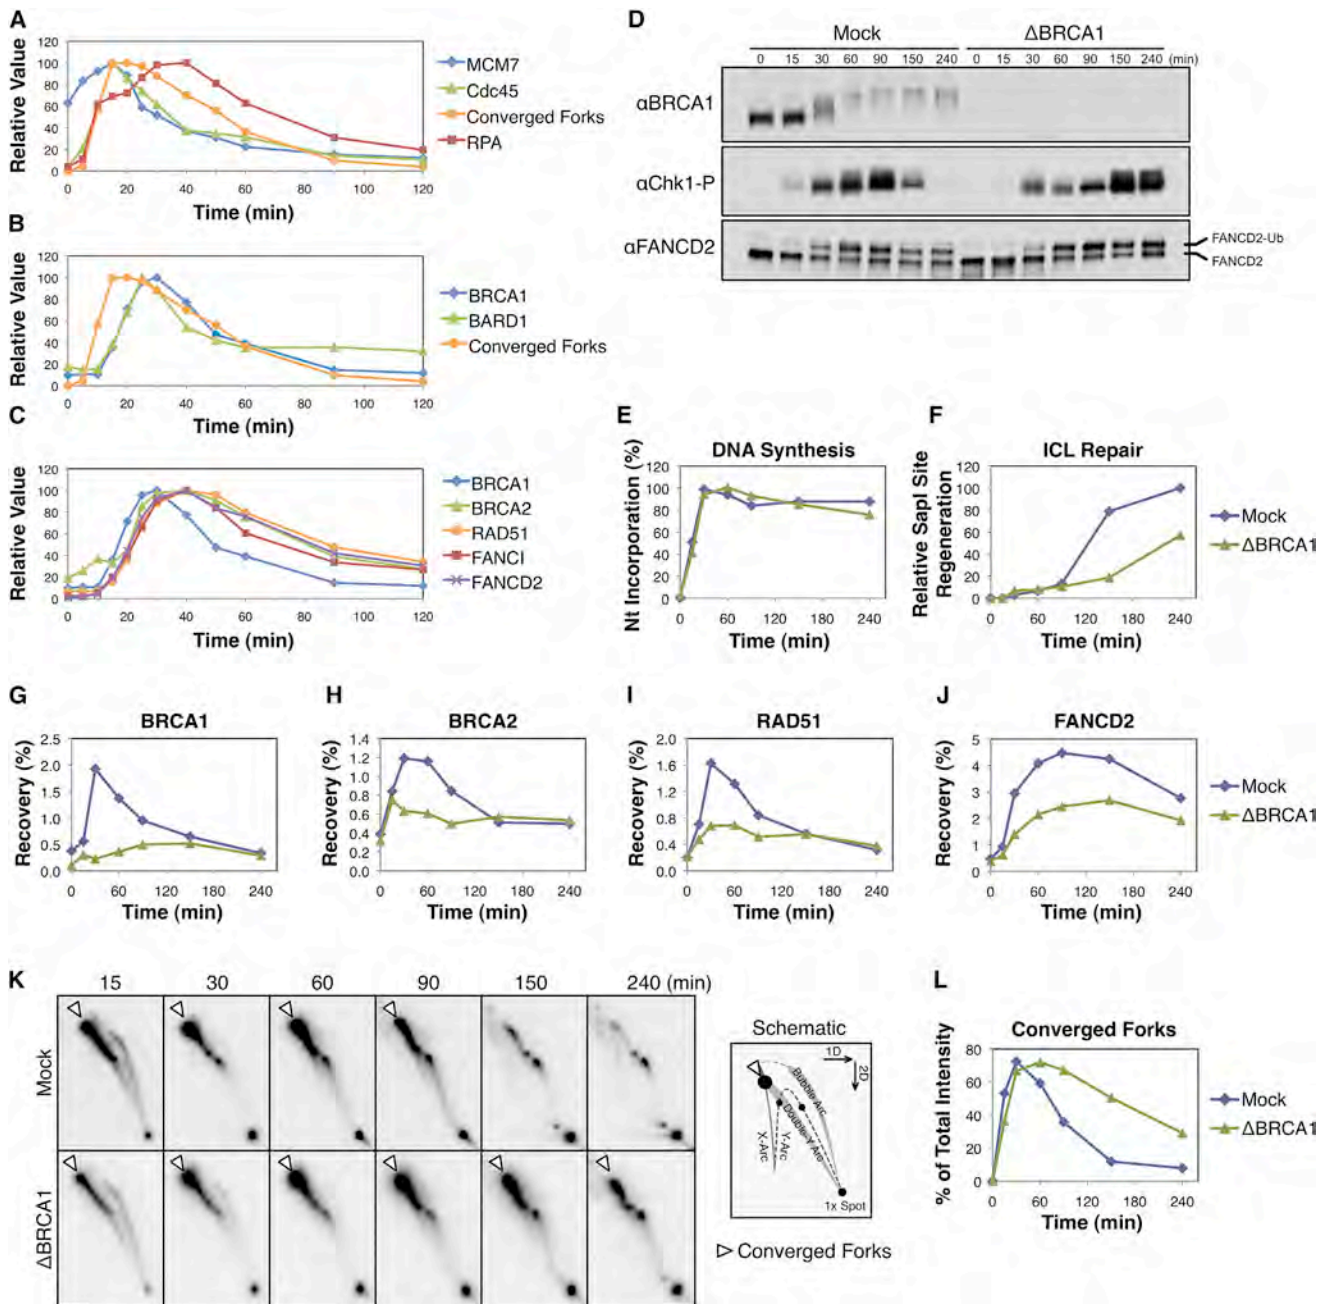 A
Relative Value
120
100
80
60
40
20
0
0 20 40 60 80 100 120
Time (min)
MCM7
Cdc45
Converged Forks
RPA
B
Relative Value
120
100
80
60
40
20
0
0 20 40 60 80 100 120
Time (min)
BRCA1
BARD1
Converged Forks
C
Relative Value
120
100
80
60
40
20
0
0 20 40 60 80 100 120
Time (min)
BRCA1
BRCA2
RAD51
FANCI
FANCD2
D
Mock ΔBRCA1
0 15 30 60 90 150 240 0 15 30 60 90 150 240 (min)
αBRCA1
αChk1-P
αFANCD2
FANCD2-Ub
FANCD2
E
DNA Synthesis
Nt Incorporation (%)
120
100
80
60
40
20
0
0 60 120 180 240
Time (min)
F
ICL Repair
Relative SapI Site
Regeneration
120
100
80
60
40
20
0
0 60 120 180 240
Time (min)
Mock
ΔBRCA1
G
BRCA1
Recovery (%)
2.5
2.0
1.5
1.0
0.5
0.0
0 60 120 180 240
Time (min)
H
BRCA2
Recovery (%)
1.4
1.2
1.0
0.8
0.6
0.4
0.2
0.0
0 60 120 180 240
Time (min)
I
RAD51
Recovery (%)
2.0
1.6
1.2
0.8
0.4
0.0
0 60 120 180 240
Time (min)
J
FANCD2
Recovery (%)
5
4
3
2
1
0
0 60 120 180 240
Time (min)
Mock
ΔBRCA1
K
15 30 60 90 150 240 (min)
Mock
ΔBRCA1
Schematic
1D
2D
Bubble Arc
Double-Y Arc
Y-Arc
X-Arc
1x Spot
Converged Forks
L
Converged Forks
% of Total Intensity
80
60
40
20
0
0 60 120 180 240
Time (min)
Mock
ΔBRCA1